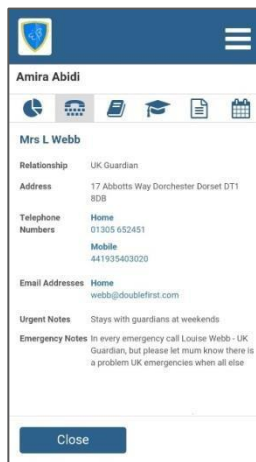 Amira Abidi
Mrs L Webb
Relationship UK Guardian
Address 17 Abbotts Way Dorchester Dorset DT1
8DB
Telephone Home
Numbers 01305 652451
Mobile
441935403020
Email Addresses Home
webb@doublefirst.com
Urgent Notes Stays with guardians at weekends
Emergency Notes In every emergency call Louise Webb - UK
Guardian, but please let mum know there is
a problem UK emergencies when all else
Close